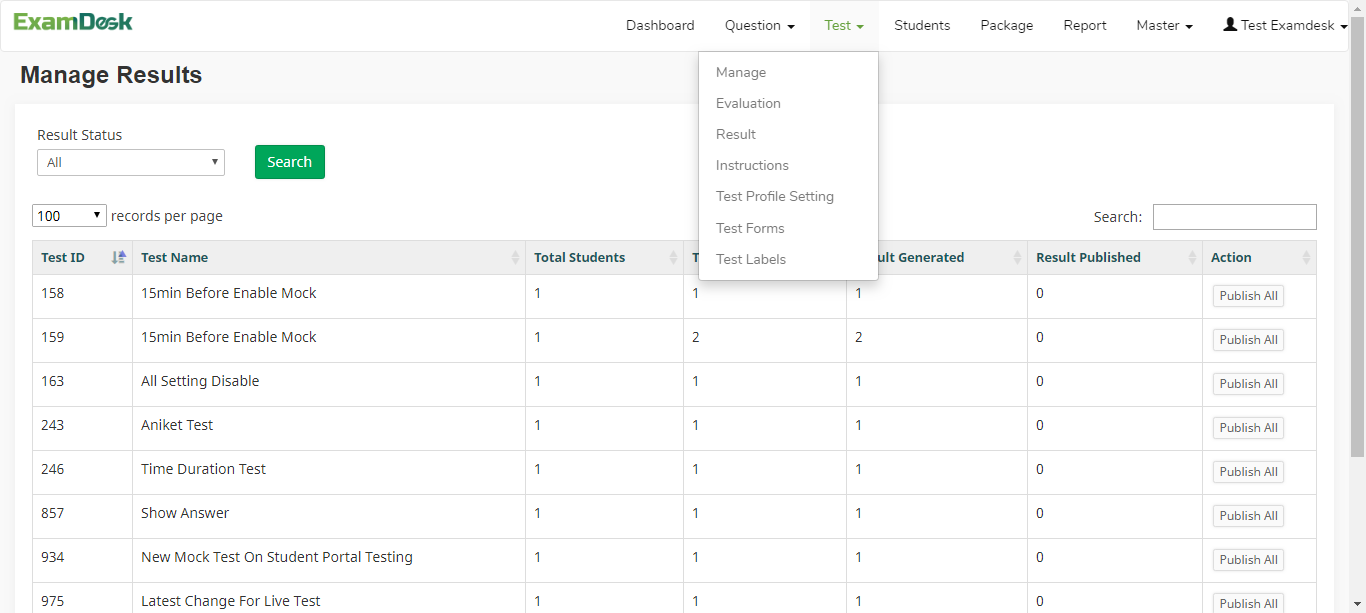 ExamDesk
Dashboard Question Test Students Package Report Master Test Examdesk
Manage Results
Manage
Evaluation
Result
Instructions
Test Profile Setting
Test Forms
Test Labels
Result Status
All
Search
100 records per page
Search:
Test ID Test Name Total Students T ult Generated Result Published Action
158 15min Before Enable Mock 1 1 1 0 Publish All
159 15min Before Enable Mock 1 2 2 0 Publish All
163 All Setting Disable 1 1 1 0 Publish All
243 Aniket Test 1 1 1 0 Publish All
246 Time Duration Test 1 1 1 0 Publish All
857 Show Answer 1 1 1 0 Publish All
934 New Mock Test On Student Portal Testing 1 1 1 0 Publish All
975 Latest Change For Live Test 1 1 1 0 Publish All